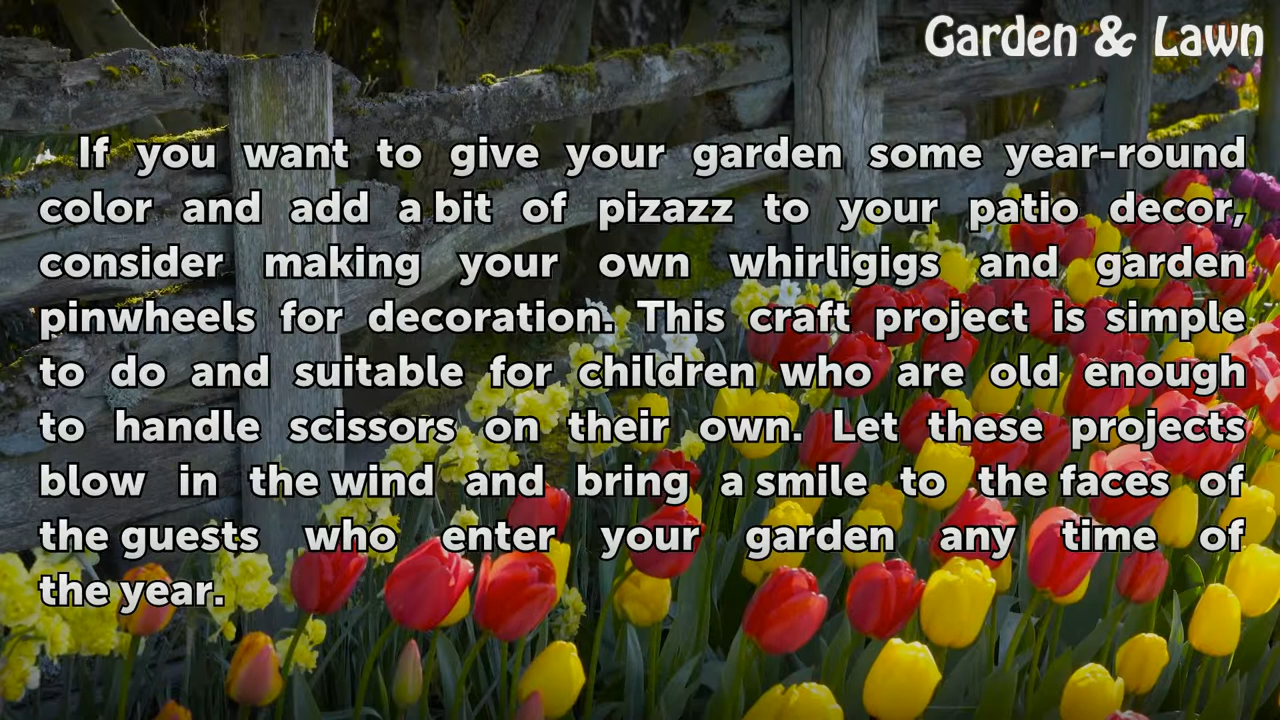 Garden & Lawn
If you want to give your garden some year-round
color and add a bit of pizazz to your patio decor,
consider making your own whirligigs and garden
pinwheels for decoration. This craft project is simple
to do and suitable for children who are old enough
to handle scissors on their own. Let these projects
blow in the wind and bring a smile to the faces of
the guests who enter your garden any time of
the year.